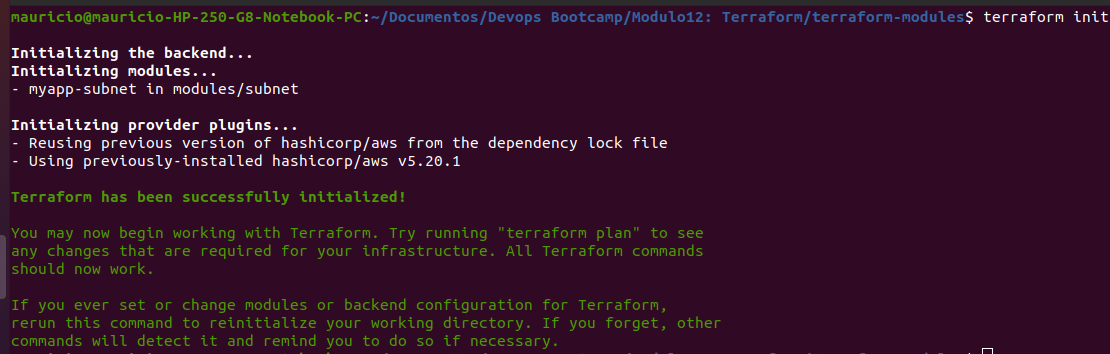 mauricio@mauricio-HP-250-G8-Notebook-PC:~/Documentos/Devops Bootcamp/Modulo12: Terraform/terraform-modules$ terraform init
Initializing the backend...
Initializing modules...
- myapp-subnet in modules/subnet
Initializing provider plugins...
- Reusing previous version of hashicorp/aws from the dependency lock file
- Using previously-installed hashicorp/aws v5.20.1
Terraform has been successfully initialized!
You may now begin working with Terraform. Try running "terraform plan" to see
any changes that are required for your infrastructure. All Terraform commands
should now work.
If you ever set or change modules or backend configuration for Terraform,
rerun this command to reinitialize your working directory. If you forget, other
commands will detect it and remind you to do so if necessary.